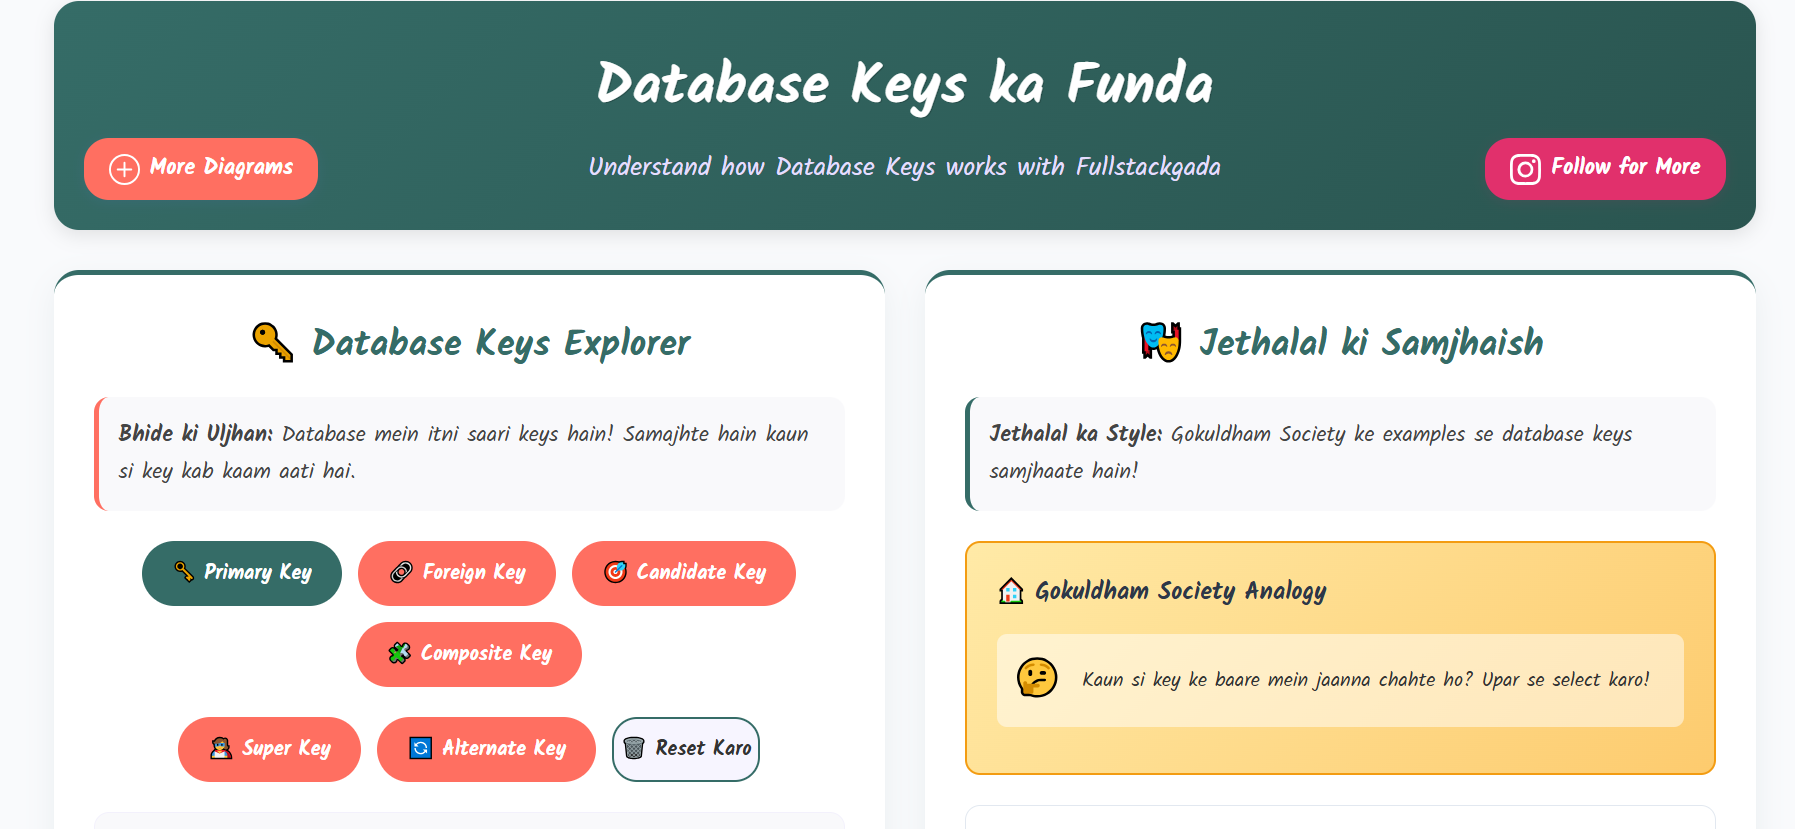 Database Keys ka Funda
More Diagrams
Understand how Database Keys works with Fullstackgada
Follow for More
Database Keys Explorer
Bhide ki Uljhan: Database mein itni saari keys hain! Samajhte hain kaun
si key kab kaam aati hai.
Primary Key
Foreign Key
Candidate Key
Composite Key
Super Key
Alternate Key
Reset Karo
Jethalal ki Samjhaish
Jethalal ka Style: Gokuldham Society ke examples se database keys
samjhaate hain!
Gokuldham Society Analogy
Kaun si key ke baare mein jaanna chahte ho? Upar se select karo!